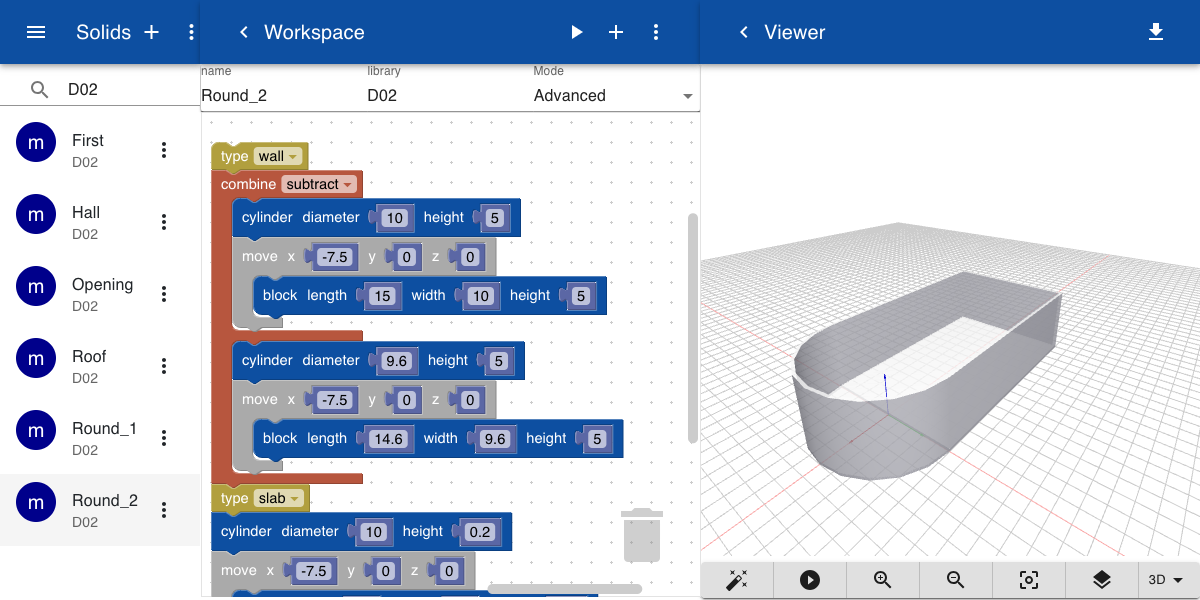 Solids
Workspace
Viewer
D02
name library Mode
Round_2 D02 Advanced
First
D02
Hall
D02
Opening
D02
Roof
D02
Round_1
D02
Round_2
D02
type wall
combine subtract
cylinder diameter 10 height 5
move x -7.5 y 0 z 0
block length 15 width 10 height 5
cylinder diameter 9.6 height 5
move x -7.5 y 0 z 0
block length 14.6 width 9.6 height 5
type slab
cylinder diameter 10 height 0.2
move x -7.5 y 0 z 0
3D